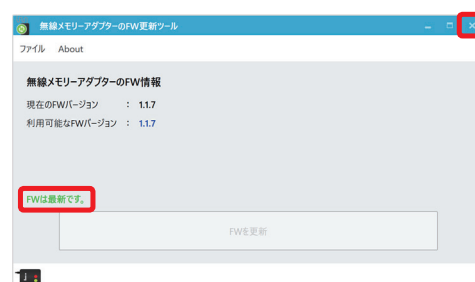 無線メモリーアダプターのFW更新ツール
ファイル About
無線メモリーアダプターのFW情報
現在のFWバージョン : 1.1.7
利用可能なFWバージョン : 1.1.7
FWは最新です。
FWを更新